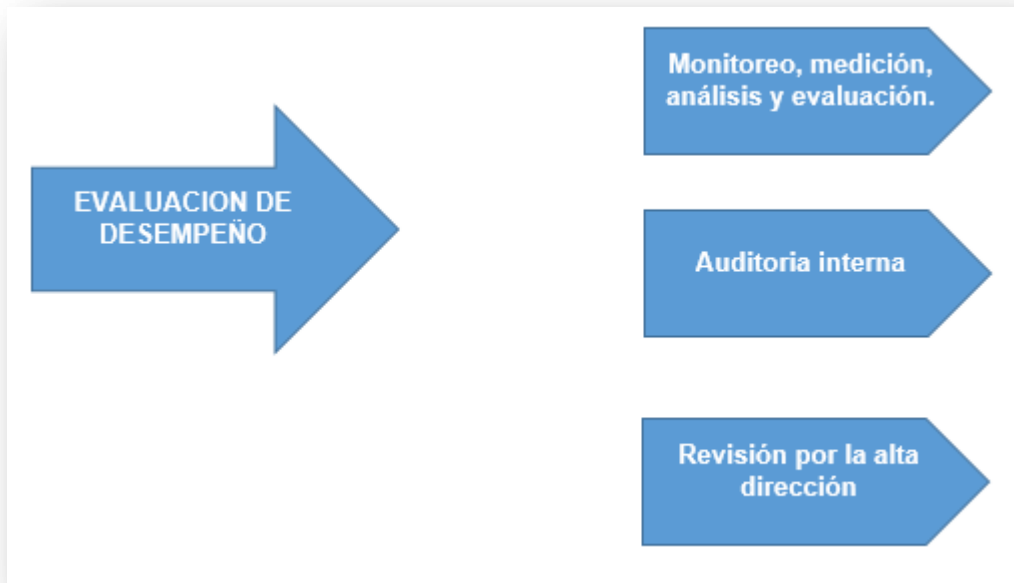 EVALUACION DE
DESEMPEÑO
Monitoreo, medición,
análisis y evaluación.
Auditoria interna
Revisión por la alta
dirección